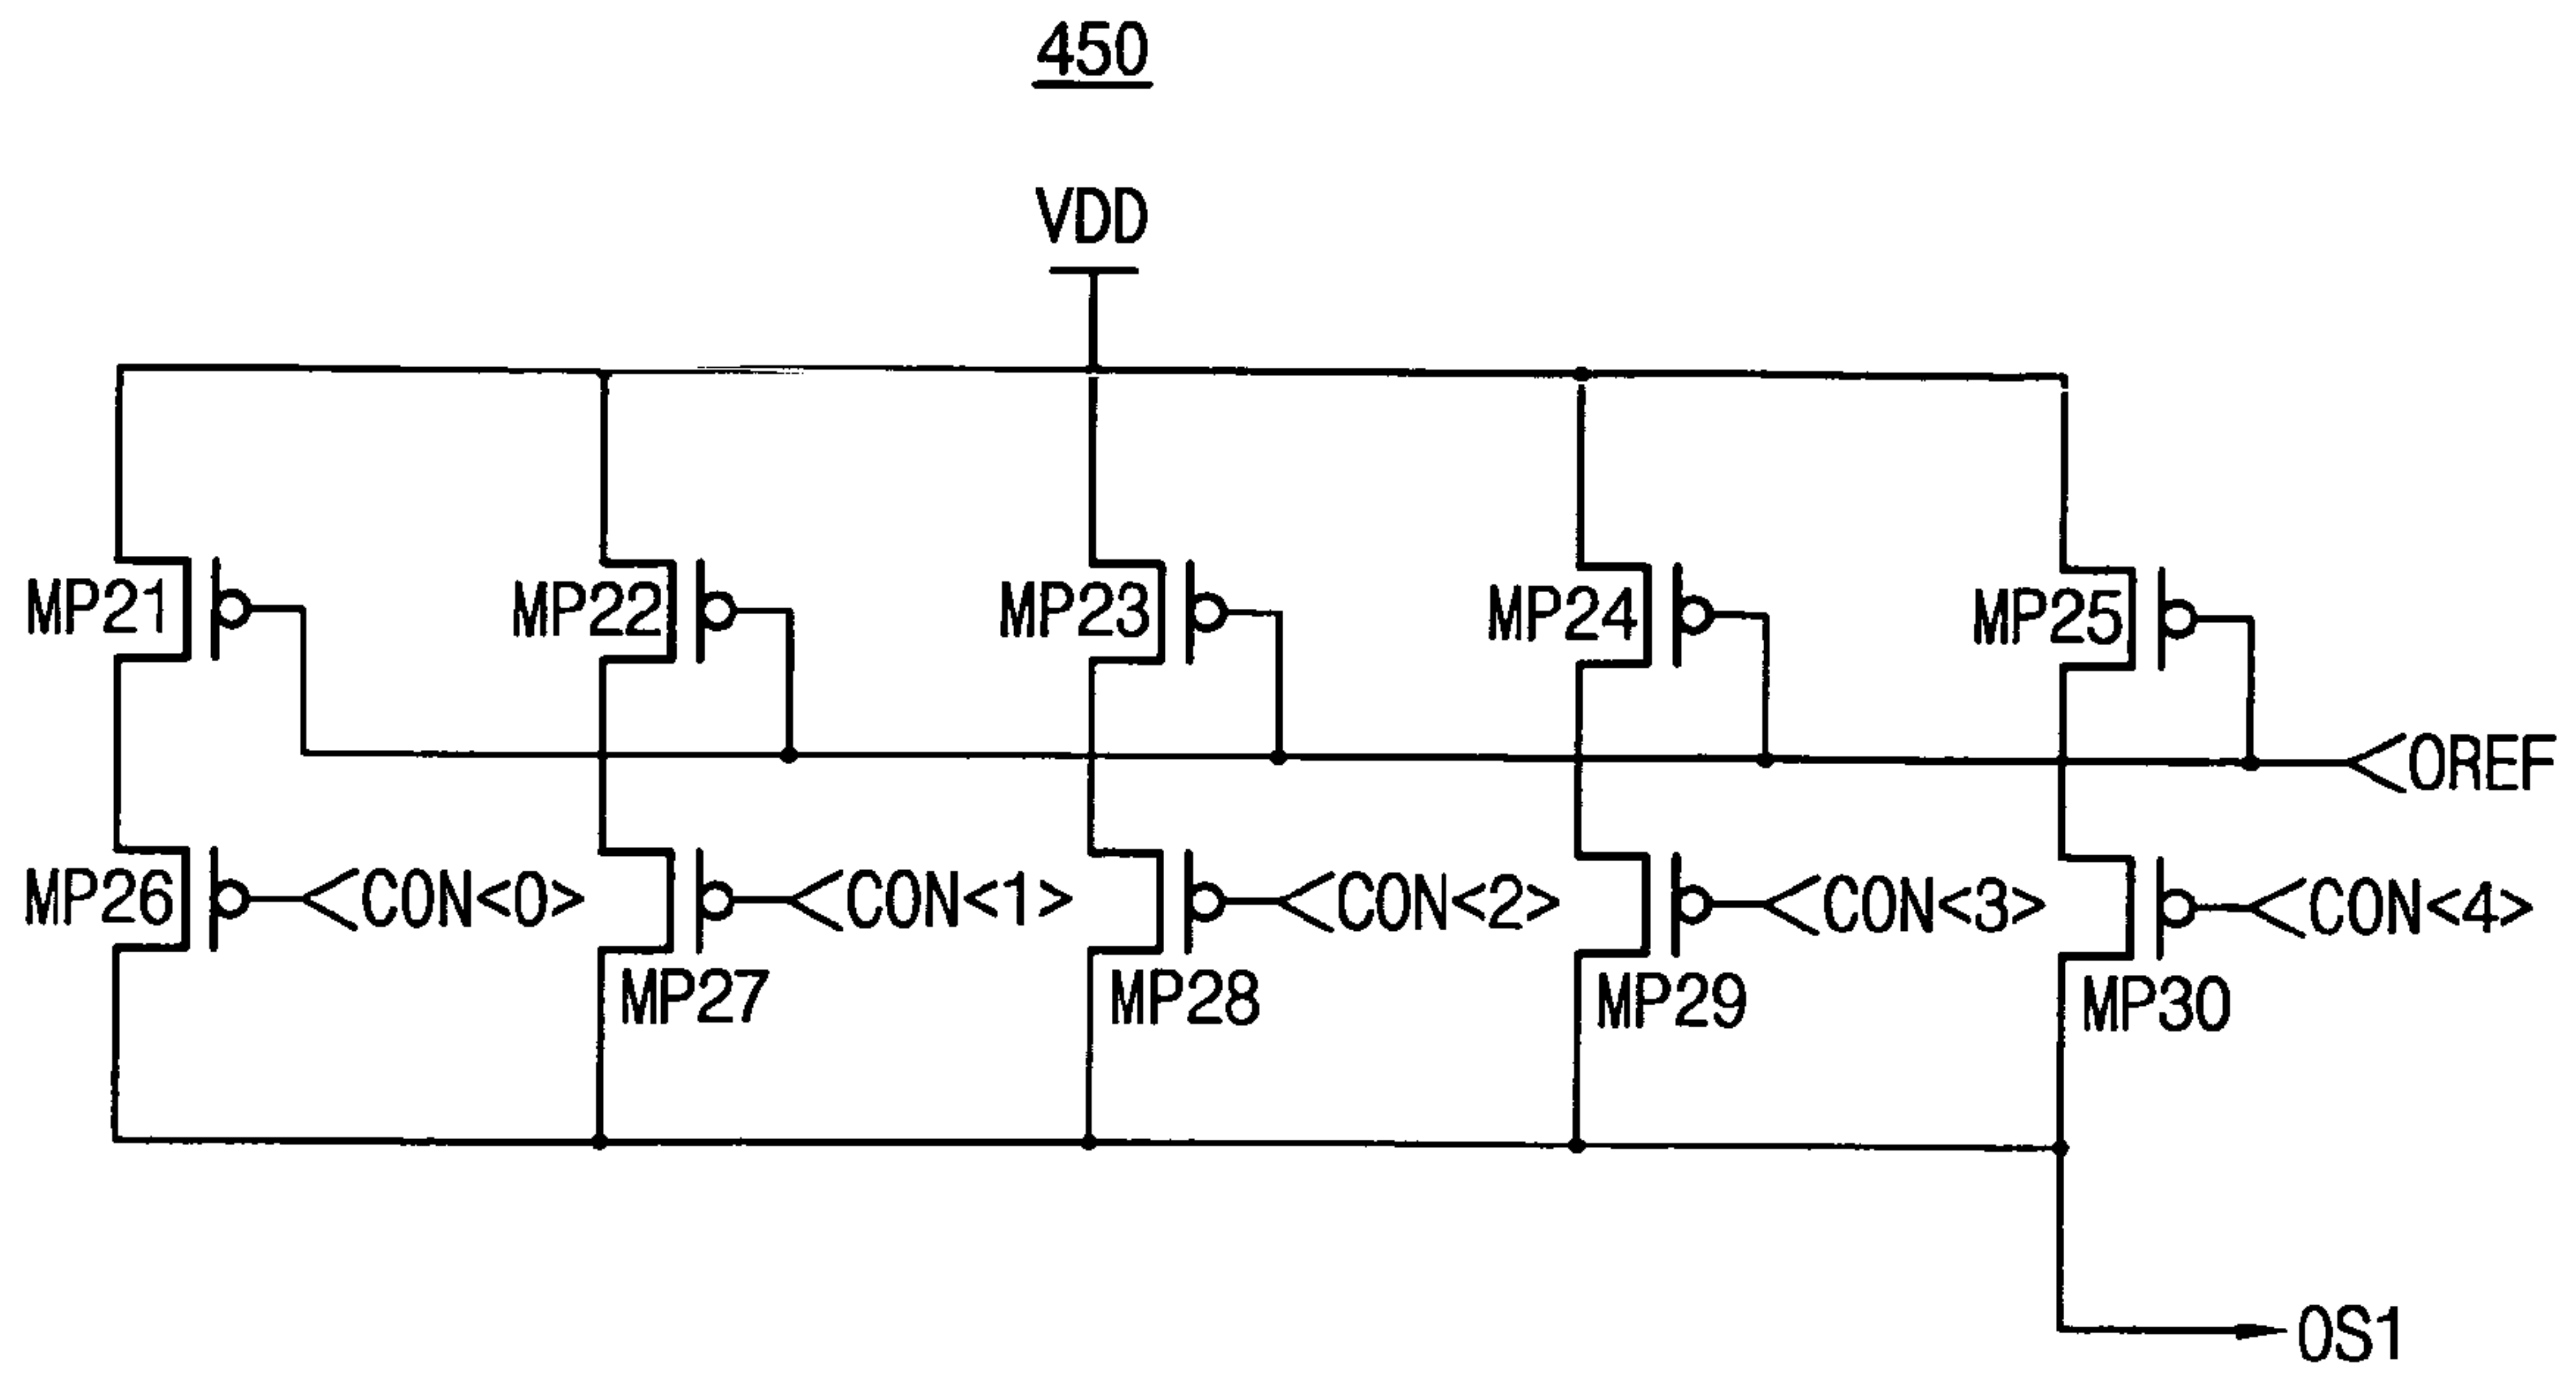 450
VDD
MP21
MP22
MP23
MP24
MP25
OREF
MP26
CON<0>
CON<1>
CON<2>
CON<3>
CON<4>
MP27
MP28
MP29
MP30
OS1